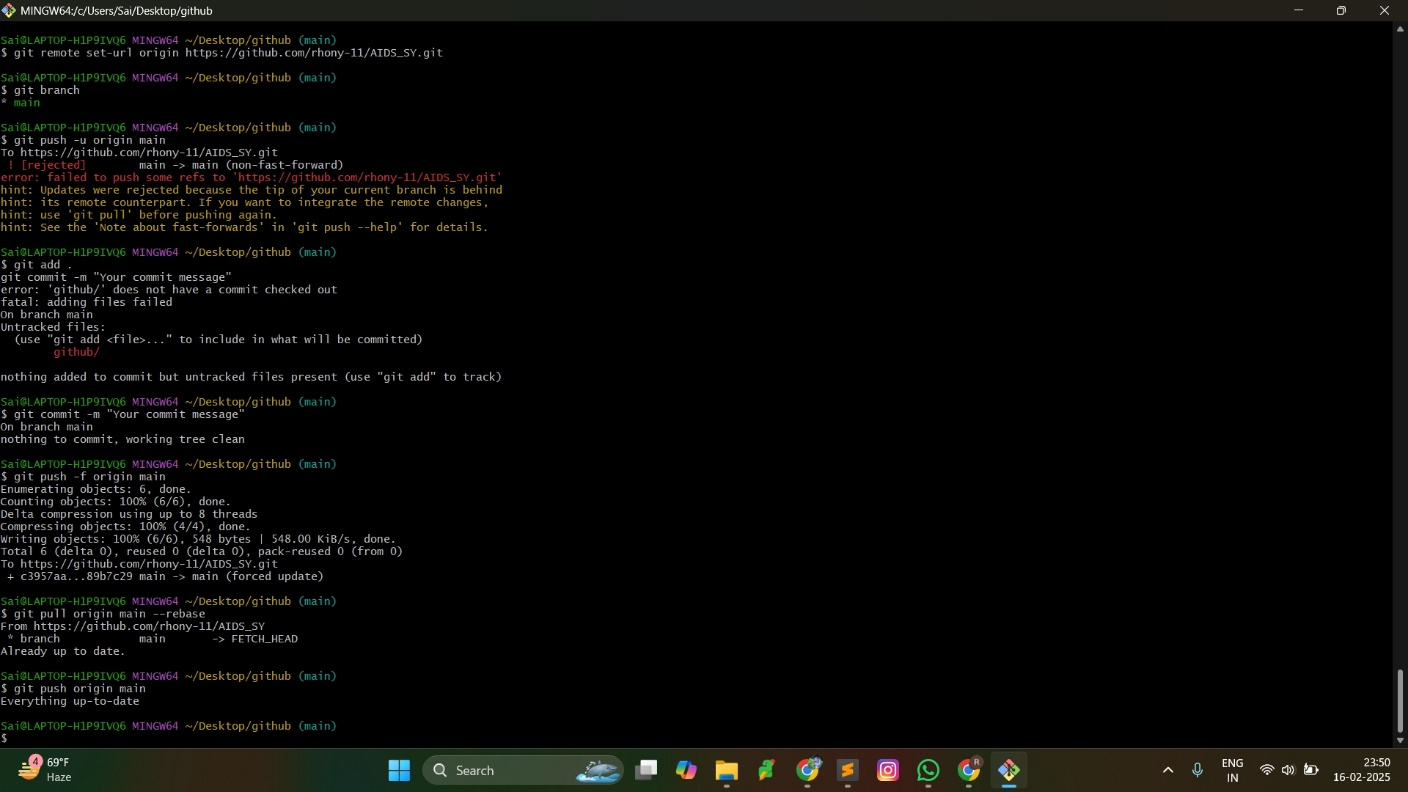 MINGW64:/c/Users/Sai/Desktop/github
Sai@LAPTOP-H1P9IVQ6 MINGW64 ~/Desktop/github (main)
$ git remote set-url origin https://github.com/rhony-11/AIDS_SY.git
Sai@LAPTOP-H1P9IVQ6 MINGW64 ~/Desktop/github (main)
$ git branch
* main
Sai@LAPTOP-H1P9IVQ6 MINGW64 ~/Desktop/github (main)
$ git push -u origin main
To https://github.com/rhony-11/AIDS_SY.git
 ! [rejected]        main -> main (non-fast-forward)
error: failed to push some refs to 'https://github.com/rhony-11/AIDS_SY.git'
hint: Updates were rejected because the tip of your current branch is behind
hint: its remote counterpart. If you want to integrate the remote changes,
hint: use 'git pull' before pushing again.
hint: See the 'Note about fast-forwards' in 'git push --help' for details.
Sai@LAPTOP-H1P9IVQ6 MINGW64 ~/Desktop/github (main)
$ git add .
git commit -m "Your commit message"
error: 'github/' does not have a commit checked out
fatal: adding files failed
On branch main
Untracked files:
  (use "git add <file>..." to include in what will be committed)
        github/
nothing added to commit but untracked files present (use "git add" to track)
Sai@LAPTOP-H1P9IVQ6 MINGW64 ~/Desktop/github (main)
$ git commit -m "Your commit message"
On branch main
nothing to commit, working tree clean
Sai@LAPTOP-H1P9IVQ6 MINGW64 ~/Desktop/github (main)
$ git push -f origin main
Enumerating objects: 6, done.
Counting objects: 100% (6/6), done.
Delta compression using up to 8 threads
Compressing objects: 100% (4/4), done.
Writing objects: 100% (6/6), 548 bytes | 548.00 KiB/s, done.
Total 6 (delta 0), reused 0 (delta 0), pack-reused 0 (from 0)
To https://github.com/rhony-11/AIDS_SY.git
 + c3957aa...89b7c29 main -> main (forced update)
Sai@LAPTOP-H1P9IVQ6 MINGW64 ~/Desktop/github (main)
$ git pull origin main --rebase
From https://github.com/rhony-11/AIDS_SY
 * branch            main       -> FETCH_HEAD
Already up to date.
Sai@LAPTOP-H1P9IVQ6 MINGW64 ~/Desktop/github (main)
$ git push origin main
Everything up-to-date
Sai@LAPTOP-H1P9IVQ6 MINGW64 ~/Desktop/github (main)
$
4
69°F
Haze
Search
R
ENG
IN
23:50
16-02-2025